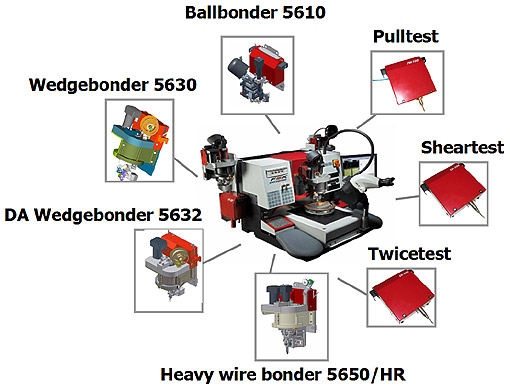 Ballbonder 5610
Pulltest
Wedgebonder 5630
Sheartest
DA Wedgebonder 5632
Twicetest
Heavy wire bonder 5650/HR